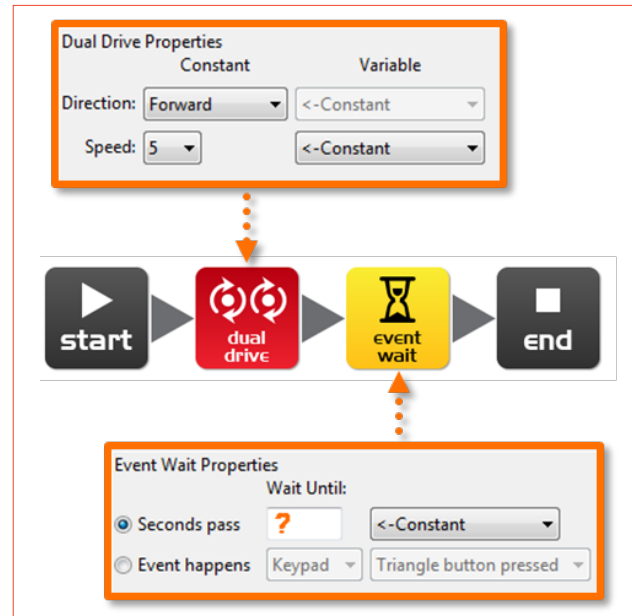 Dual Drive Properties
Constant Variable
Direction: Forward <-Constant
Speed: 5 <-Constant
start
dual
drive
event
wait
end
Event Wait Properties
Wait Until:
Seconds pass ? <-Constant
Event happens Keypad Triangle button pressed